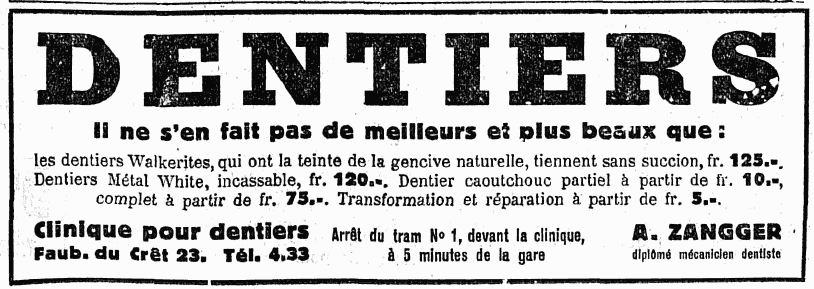 DENTIERS
Il ne s'en fait pas de meilleurs et plus beaux que :
les dentiers Walkerites, qui ont la teinte de la gencive naturelle, tiennent sans succion, fr. 125.-.
Dentiers Métal White, incassable, fr. 120.-. Dentier caoutchouc partiel à partir de fr. 10.-,
complet à partir de fr. 75.-. Transformation et réparation à partir de fr. 5.-.
Clinique pour dentiers
Faub. du Crêt 23. Tél. 4.33
Arrêt du tram No 1, devant la clinique,
à 5 minutes de la gare
A. ZANGGER
diplômé mécanicien dentiste